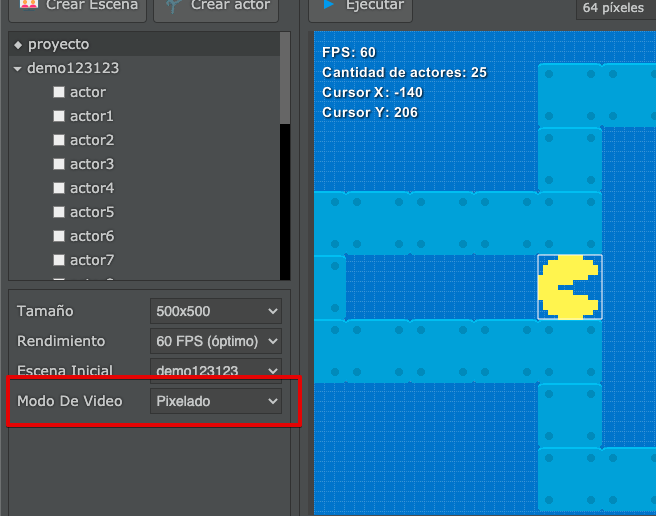 Crear Escena
Crear actor
Ejecutar
64 píxeles
proyecto
demo123123
actor
actor1
actor2
actor3
actor4
actor5
actor6
actor7
Tamaño
500x500
Rendimiento
60 FPS (óptimo)
Escena Inicial
demo123123
Modo De Video
Pixelado
FPS: 60
Cantidad de actores: 25
Cursor X: -140
Cursor Y: 206